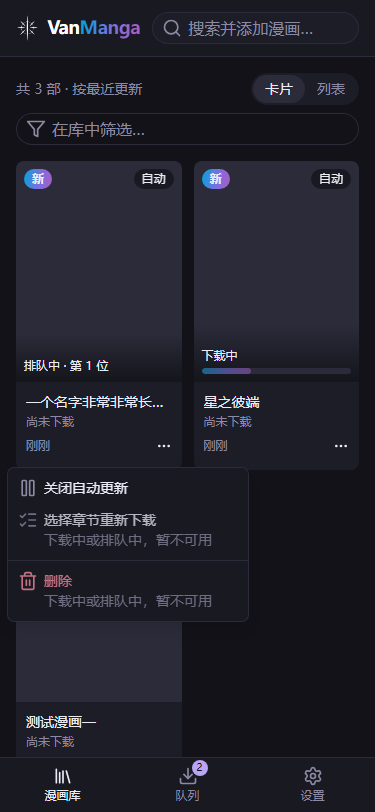 VanManga
搜索并添加漫画...
共 3 部 · 按最近更新
卡片
列表
在库中筛选...
新
自动
新
自动
排队中 · 第 1 位
下载中
一个名字非常非常长...
尚未下载
刚刚
星之彼端
尚未下载
刚刚
关闭自动更新
选择章节重新下载
下载中或排队中，暂不可用
删除
下载中或排队中，暂不可用
测试漫画一
尚未下载
漫画库
2
队列
设置